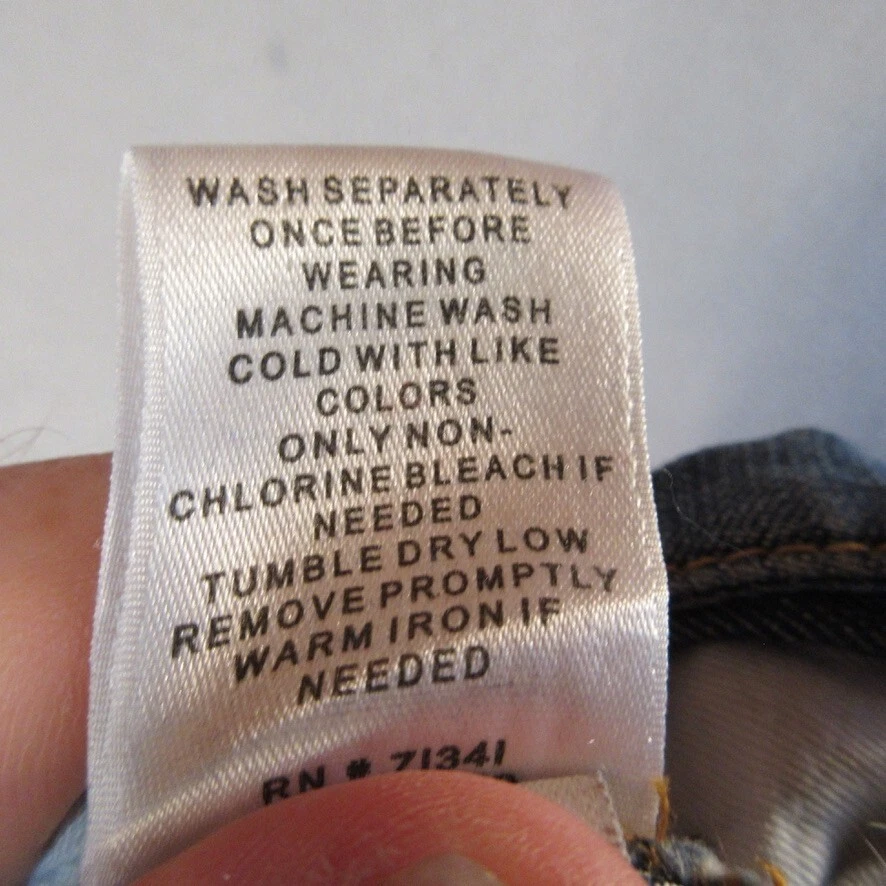 WASH SEPARATELY
ONCE BEFORE
WEARING
MACHINE WASH
COLD WITH LIKE
COLORS
ONLY NON-
CHLORINE BLEACH IF
NEEDED
TUMBLE DRY LOW
REMOVE PROMPTLY
WARM IRON IF
NEEDED
RN # 71341